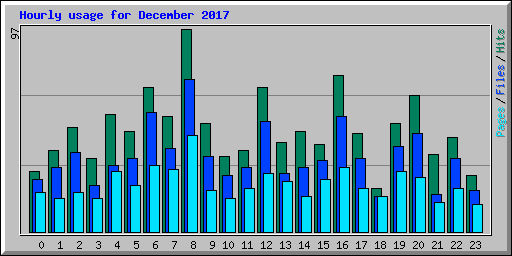 Hourly usage for December 2017
97
Pages / Files / Hits
0 1 2 3 4 5 6 7 8 9 10 11 12 13 14 15 16 17 18 19 20 21 22 23